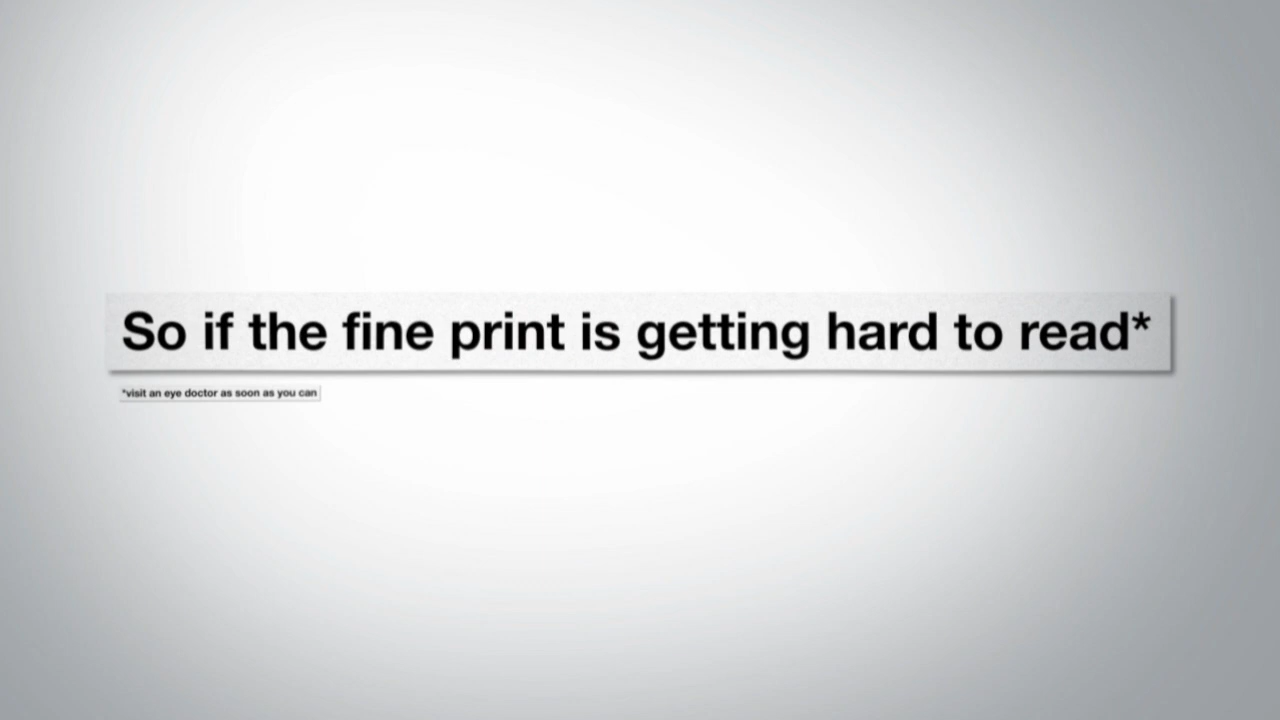 So if the fine print is getting hard to read*
*visit an eye doctor as soon as you can